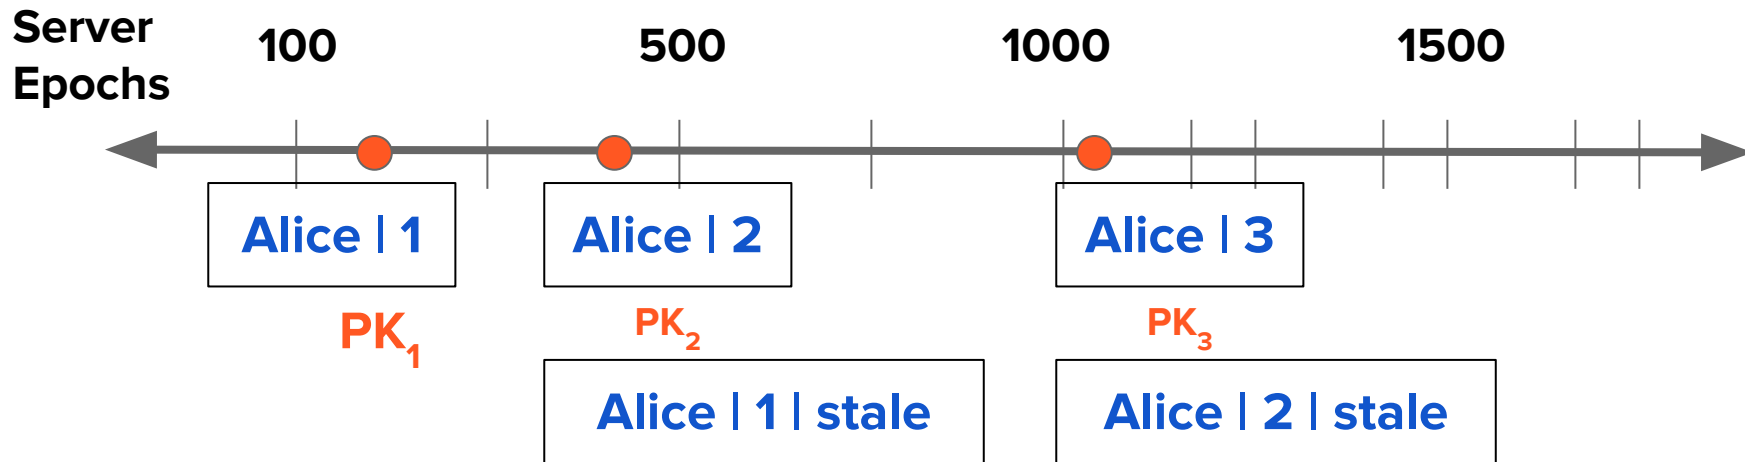 Server
Epochs
100 500 1000 1500
Alice | 1 Alice | 2 Alice | 3
PK₁ PK₂ PK₃
Alice | 1 | stale Alice | 2 | stale